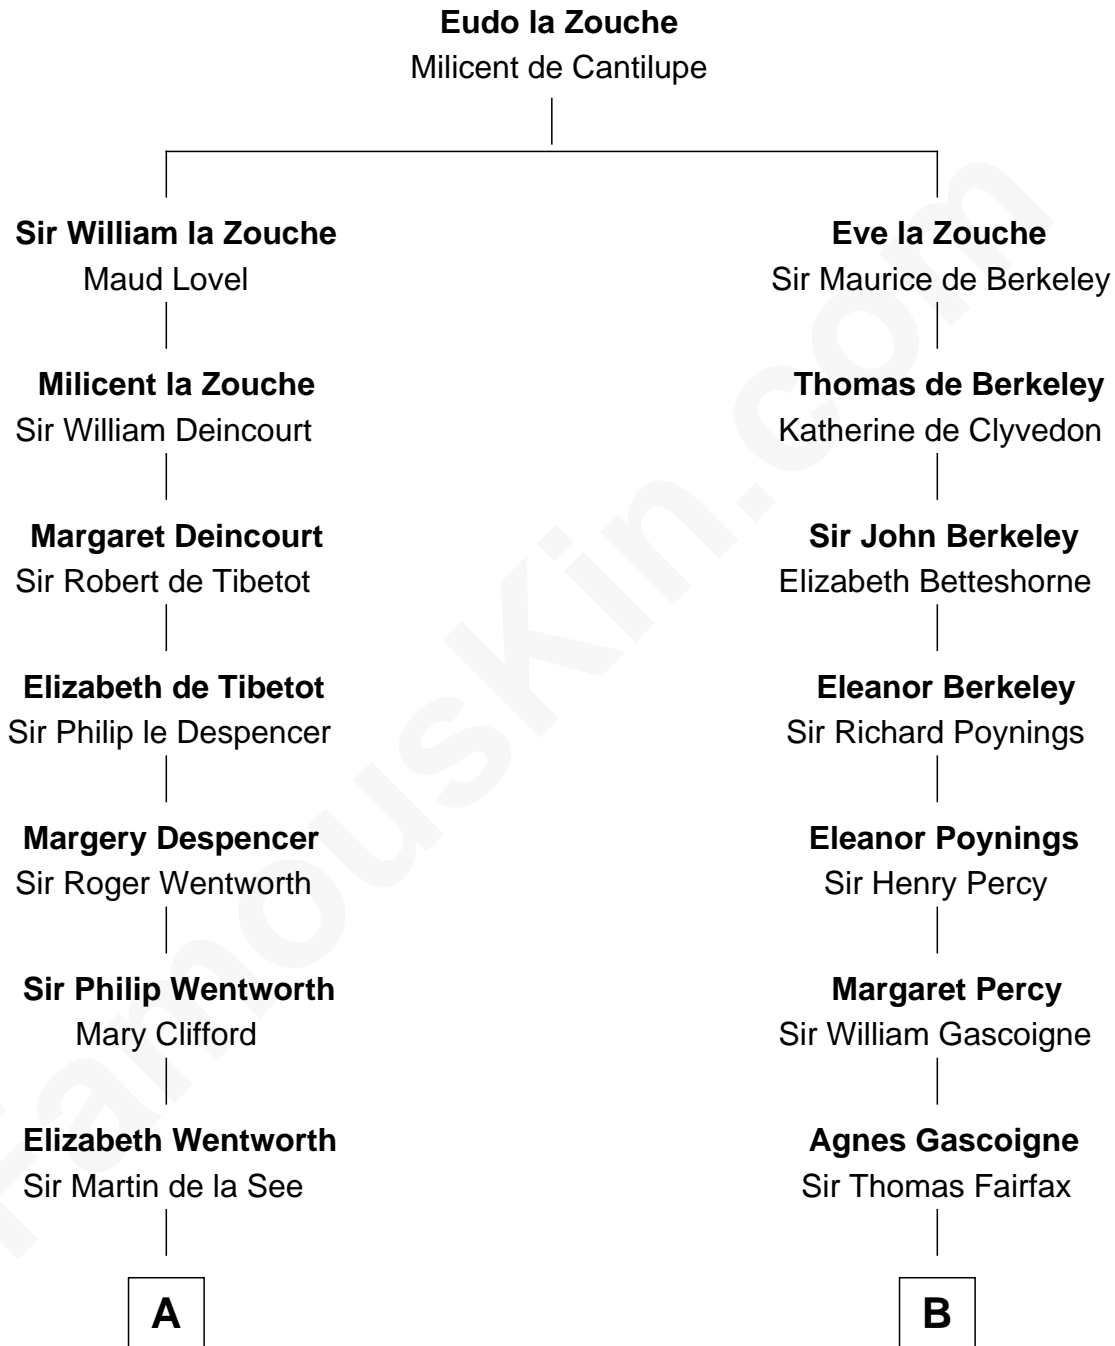 Eudo la Zouche
Milicent de Cantilupe
Sir William la Zouche
Maud Lovel
Milicent la Zouche
Sir William Deincourt
Margaret Deincourt
Sir Robert de Tibetot
Elizabeth de Tibetot
Sir Philip le Despencer
Margery Despencer
Sir Roger Wentworth
Sir Philip Wentworth
Mary Clifford
Elizabeth Wentworth
Sir Martin de la See
A
Eve la Zouche
Sir Maurice de Berkeley
Thomas de Berkeley
Katherine de Clyvedon
Sir John Berkeley
Elizabeth Betteshorne
Eleanor Berkeley
Sir Richard Poynings
Eleanor Poynings
Sir Henry Percy
Margaret Percy
Sir William Gascoigne
Agnes Gascoigne
Sir Thomas Fairfax
B
FamousKin.com